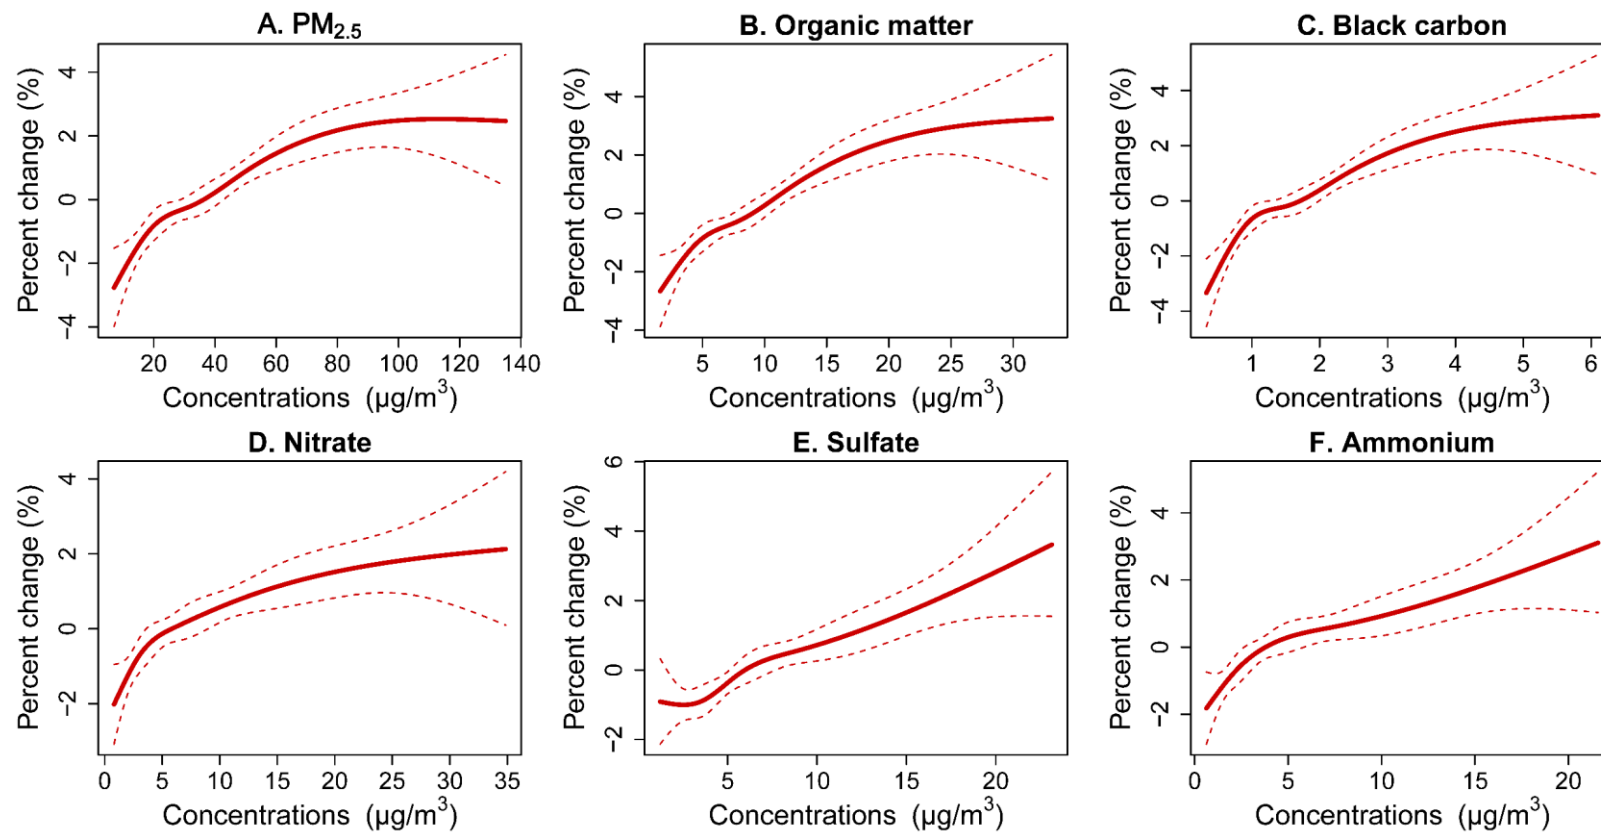 A. PM2.5
Percent change (%)
4
2
0
−2
−4
20 40 60 80 100 120 140
Concentrations (µg/m³)
B. Organic matter
Percent change (%)
4
2
0
−2
−4
5 10 15 20 25 30
Concentrations (µg/m³)
C. Black carbon
Percent change (%)
4
2
0
−2
−4
1 2 3 4 5 6
Concentrations (µg/m³)
D. Nitrate
Percent change (%)
4
2
0
−2
0 5 10 15 20 25 30 35
Concentrations (µg/m³)
E. Sulfate
Percent change (%)
6
4
2
0
−2
5 10 15 20
Concentrations (µg/m³)
F. Ammonium
Percent change (%)
4
2
0
−2
0 5 10 15 20
Concentrations (µg/m³)